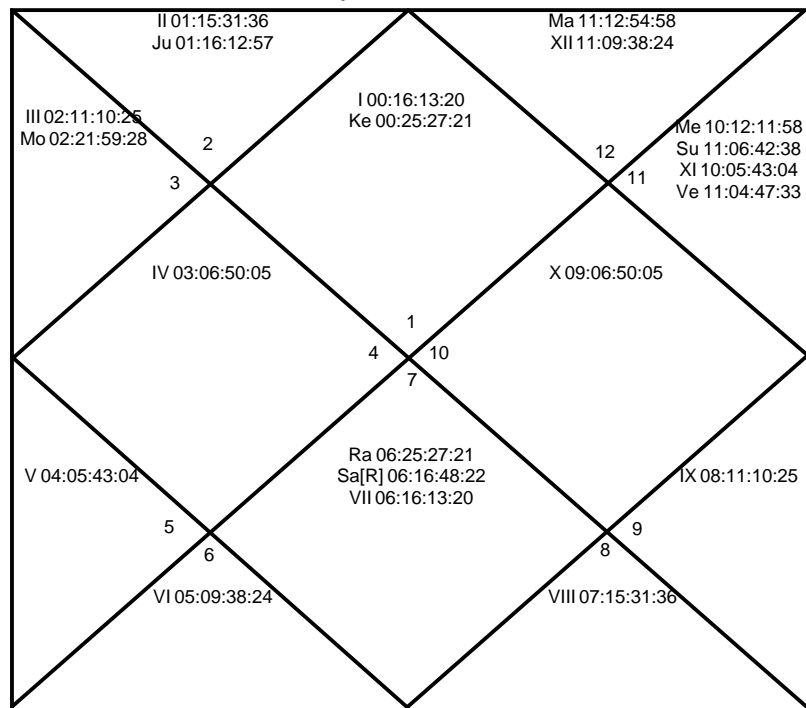 II 01:15:31:36
Ju 01:16:12:57
Ma 11:12:54:58
XII 11:09:38:24
I 00:16:13:20
Ke 00:25:27:21
III 02:11:10:25
Mo 02:21:59:28
Me 10:12:11:58
Su 11:06:42:38
XI 10:05:43:04
Ve 11:04:47:33
2
12
3
11
IV 03:06:50:05
X 09:06:50:05
1
4
10
7
Ra 06:25:27:21
Sa[R] 06:16:48:22
VII 06:16:13:20
V 04:05:43:04
IX 08:11:10:25
5
9
6
8
VI 05:09:38:24
VIII 07:15:31:36